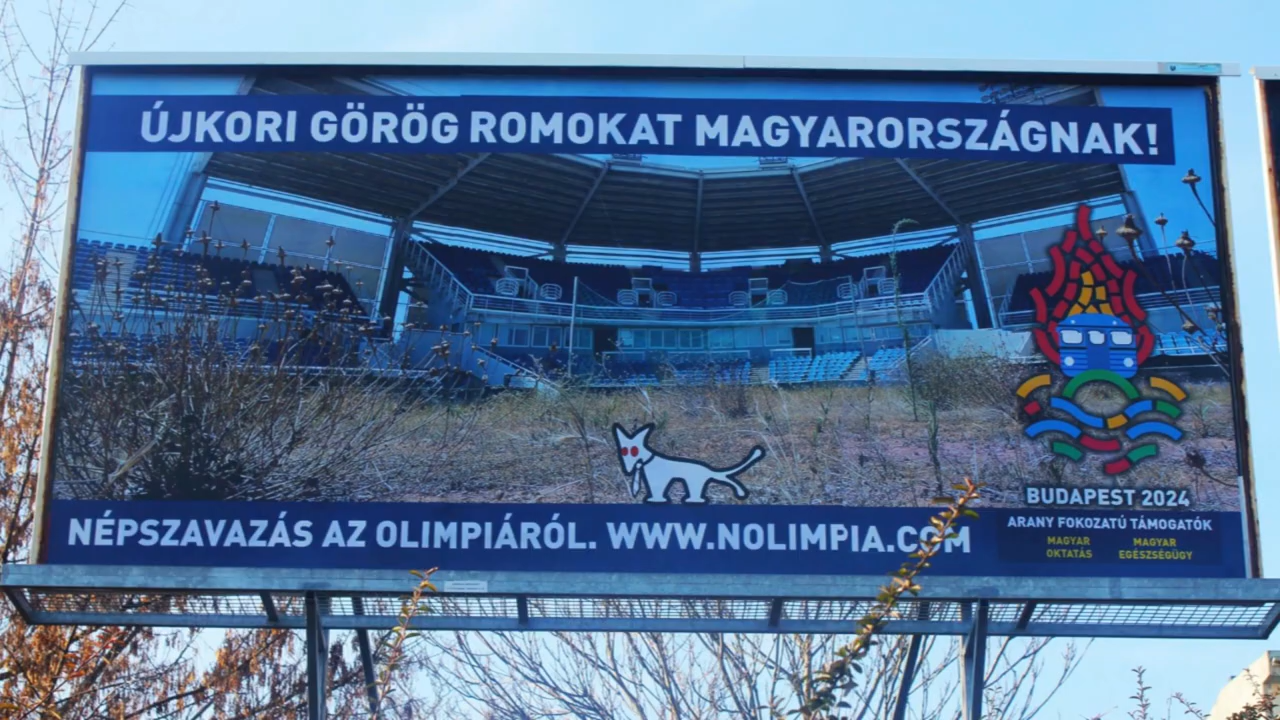 ÚJKORI GÖRÖG ROMOKAT MAGYARORSZÁGNAK!
BUDAPEST 2024
NÉPSZAVAZÁS AZ OLIMPIÁRÓL. WWW.NOLIMPIA.COM
ARANY FOKOZATÚ TÁMOGATÓK
MAGYAR OKTATÁS
MAGYAR EGÉSZSÉGÜGY